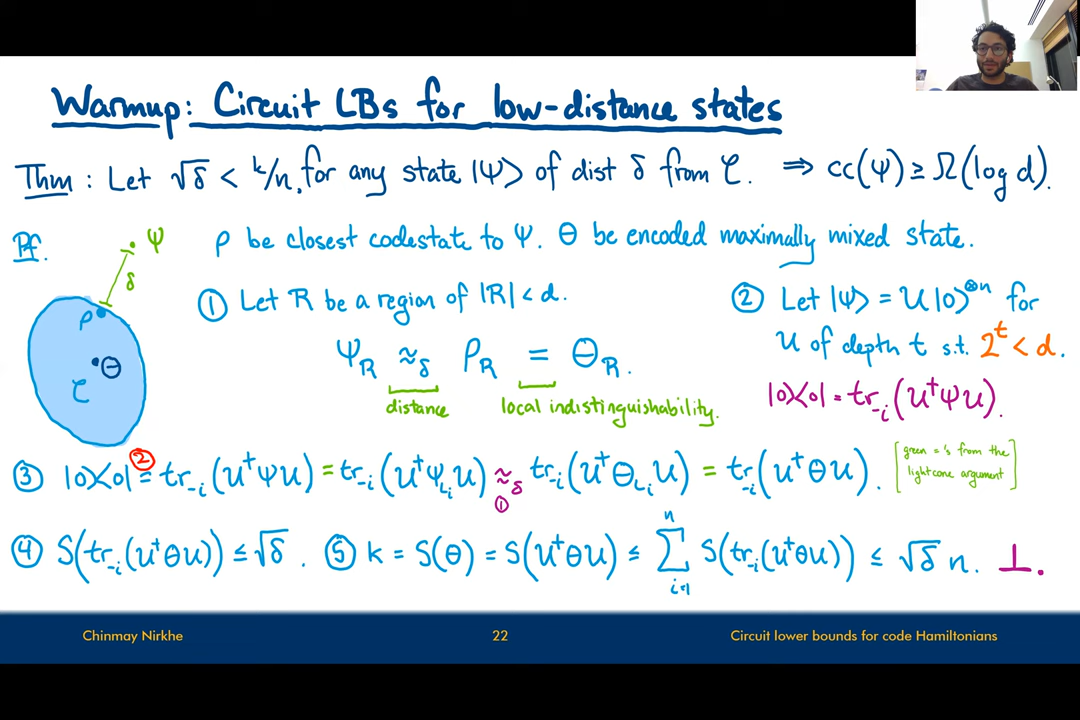 Warmup: Circuit LBs for low-distance states
Thm: Let √δ < k/n, for any state |Ψ⟩ of dist δ from 𝒞. ⇒ cc(Ψ) ≥ Ω(log d).
Pf. ρ be closest codestate to Ψ. Θ be encoded maximally mixed state.
Ψ
δ
ρ
Θ
𝒞
① Let R be a region of |R| < d.
Ψ_R ≈_δ ρ_R = Θ_R.
distance local indistinguishability.
② Let |Ψ⟩ = U|0⟩^⊗n for
U of depth t s.t. 2^t < d.
|0⟩⟨0| = tr_-i(U†ΨU).
③ |0⟩⟨0| =② tr_-i(U†ΨU) = tr_-i(U†Ψ_{L_i}U) ≈_δ① tr_-i(U†Θ_{L_i}U) = tr_-i(U†ΘU).
[green ='s from the
lightcone argument]
④ S(tr_-i(U†ΘU)) ≤ √δ. ⑤ k = S(Θ) = S(U†ΘU) ≤ Σ_{i=1}^n S(tr_-i(U†ΘU)) ≤ √δ n. ⊥.
Chinmay Nirkhe 22 Circuit lower bounds for code Hamiltonians